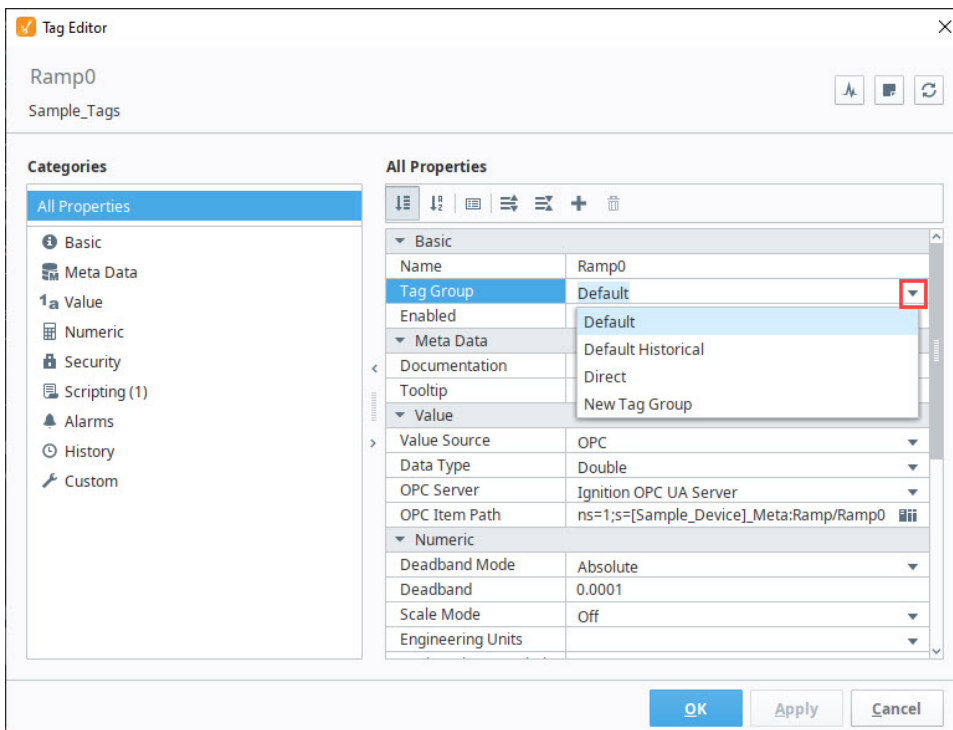 Tag Editor
Ramp0
Sample_Tags
Categories
All Properties
Basic
Meta Data
1a Value
Numeric
Security
Scripting (1)
Alarms
History
Custom
All Properties
Basic
Name Ramp0
Tag Group Default
Enabled
Default
Default Historical
Direct
New Tag Group
Meta Data
Documentation
Tooltip
Value
Value Source OPC
Data Type Double
OPC Server Ignition OPC UA Server
OPC Item Path ns=1;s=[Sample_Device]_Meta:Ramp/Ramp0
Numeric
Deadband Mode Absolute
Deadband 0.0001
Scale Mode Off
Engineering Units
OK Apply Cancel